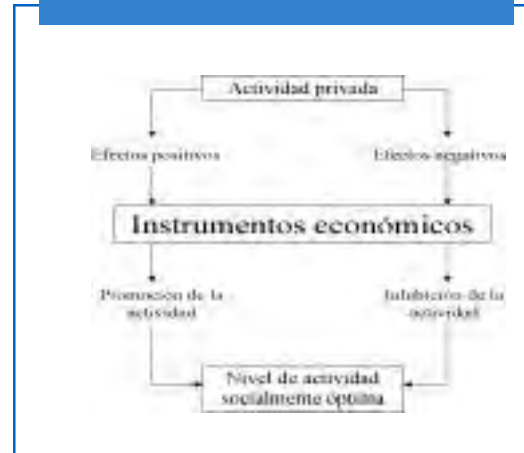 Actividad privada
Efectos positivos
Efectos negativos
Instrumentos económicos
Promoción de la
actividad
Inhibición de la
actividad
Nivel de actividad
socialmente óptima